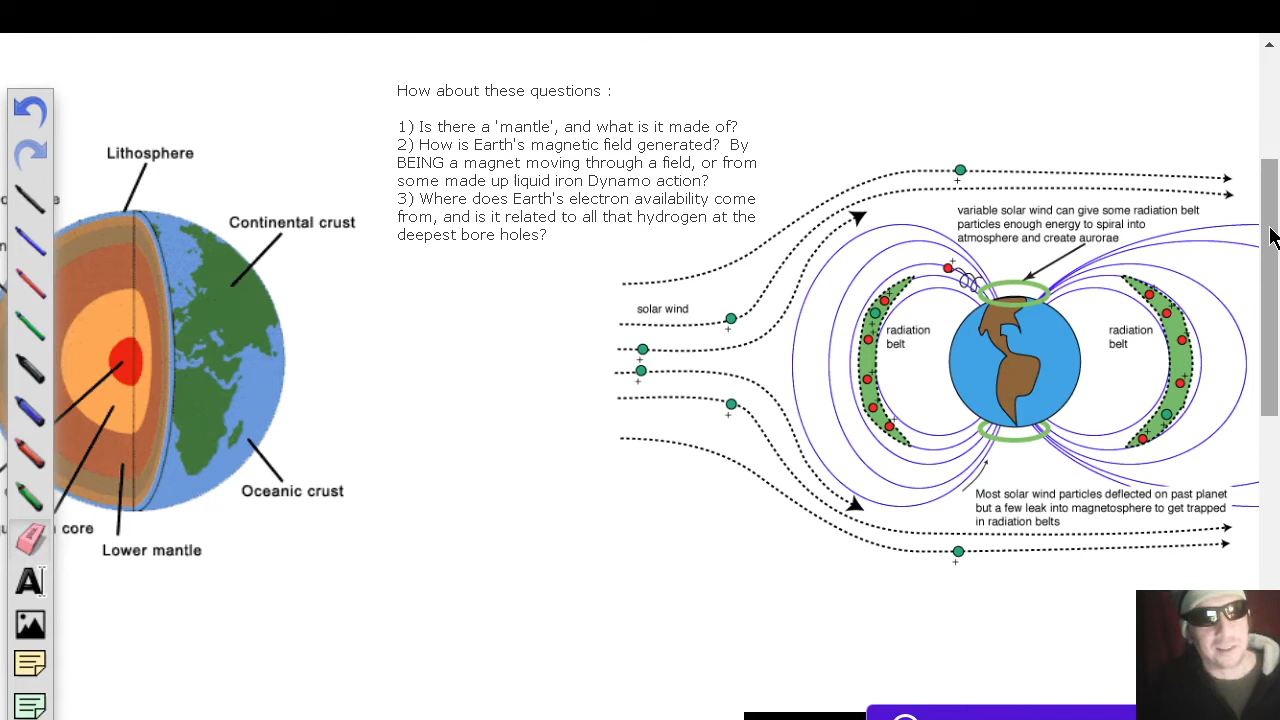 How about these questions :
1) Is there a 'mantle', and what is it made of?
2) How is Earth's magnetic field generated?  By
BEING a magnet moving through a field, or from
some made up liquid iron Dynamo action?
3) Where does Earth's electron availability come
from, and is it related to all that hydrogen at the
deepest bore holes?
Lithosphere
Continental crust
Oceanic crust
core
Lower mantle
variable solar wind can give some radiation belt
particles enough energy to spiral into
atmosphere and create aurorae
solar wind
radiation
belt
radiation
belt
Most solar wind particles deflected on past planet
but a few leak into magnetosphere to get trapped
in radiation belts
A